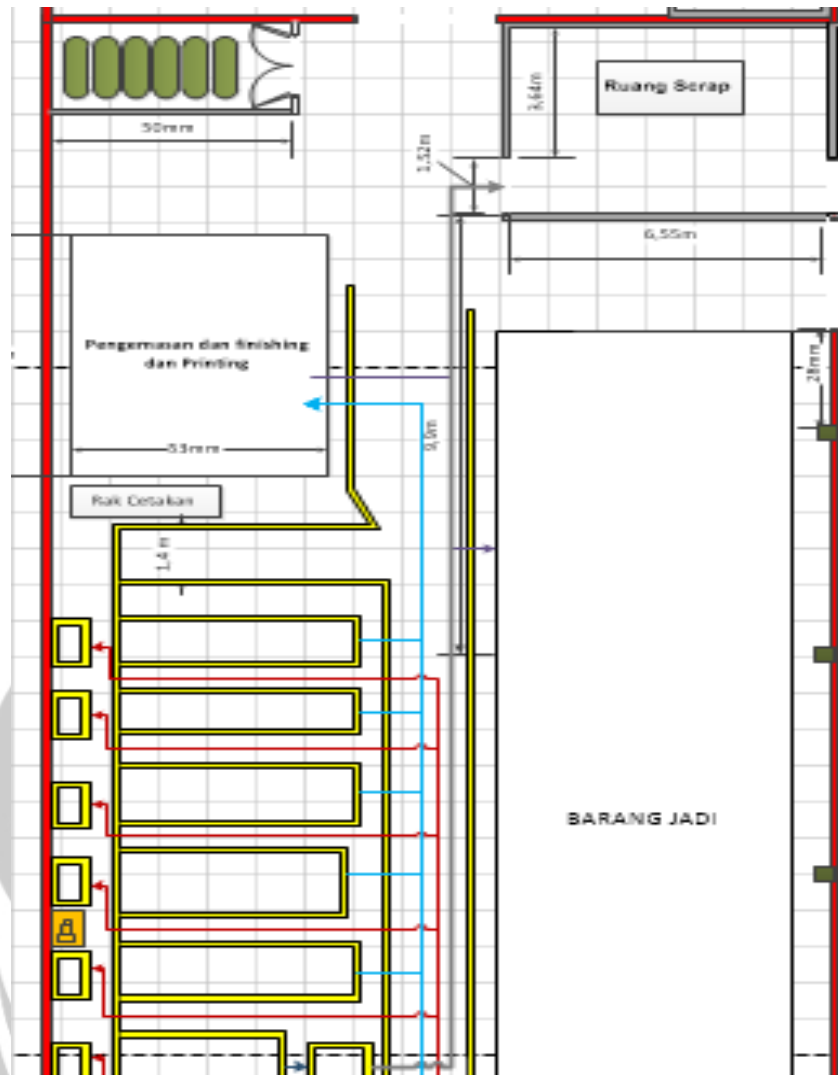 Ruang Scrap
3,64m
50mm
1.52m
6,55m
Pengemasan dan finishing
dan Printing
28mm
9,9m
53mm
Rak Cetakan
1,4 m
BARANG JADI